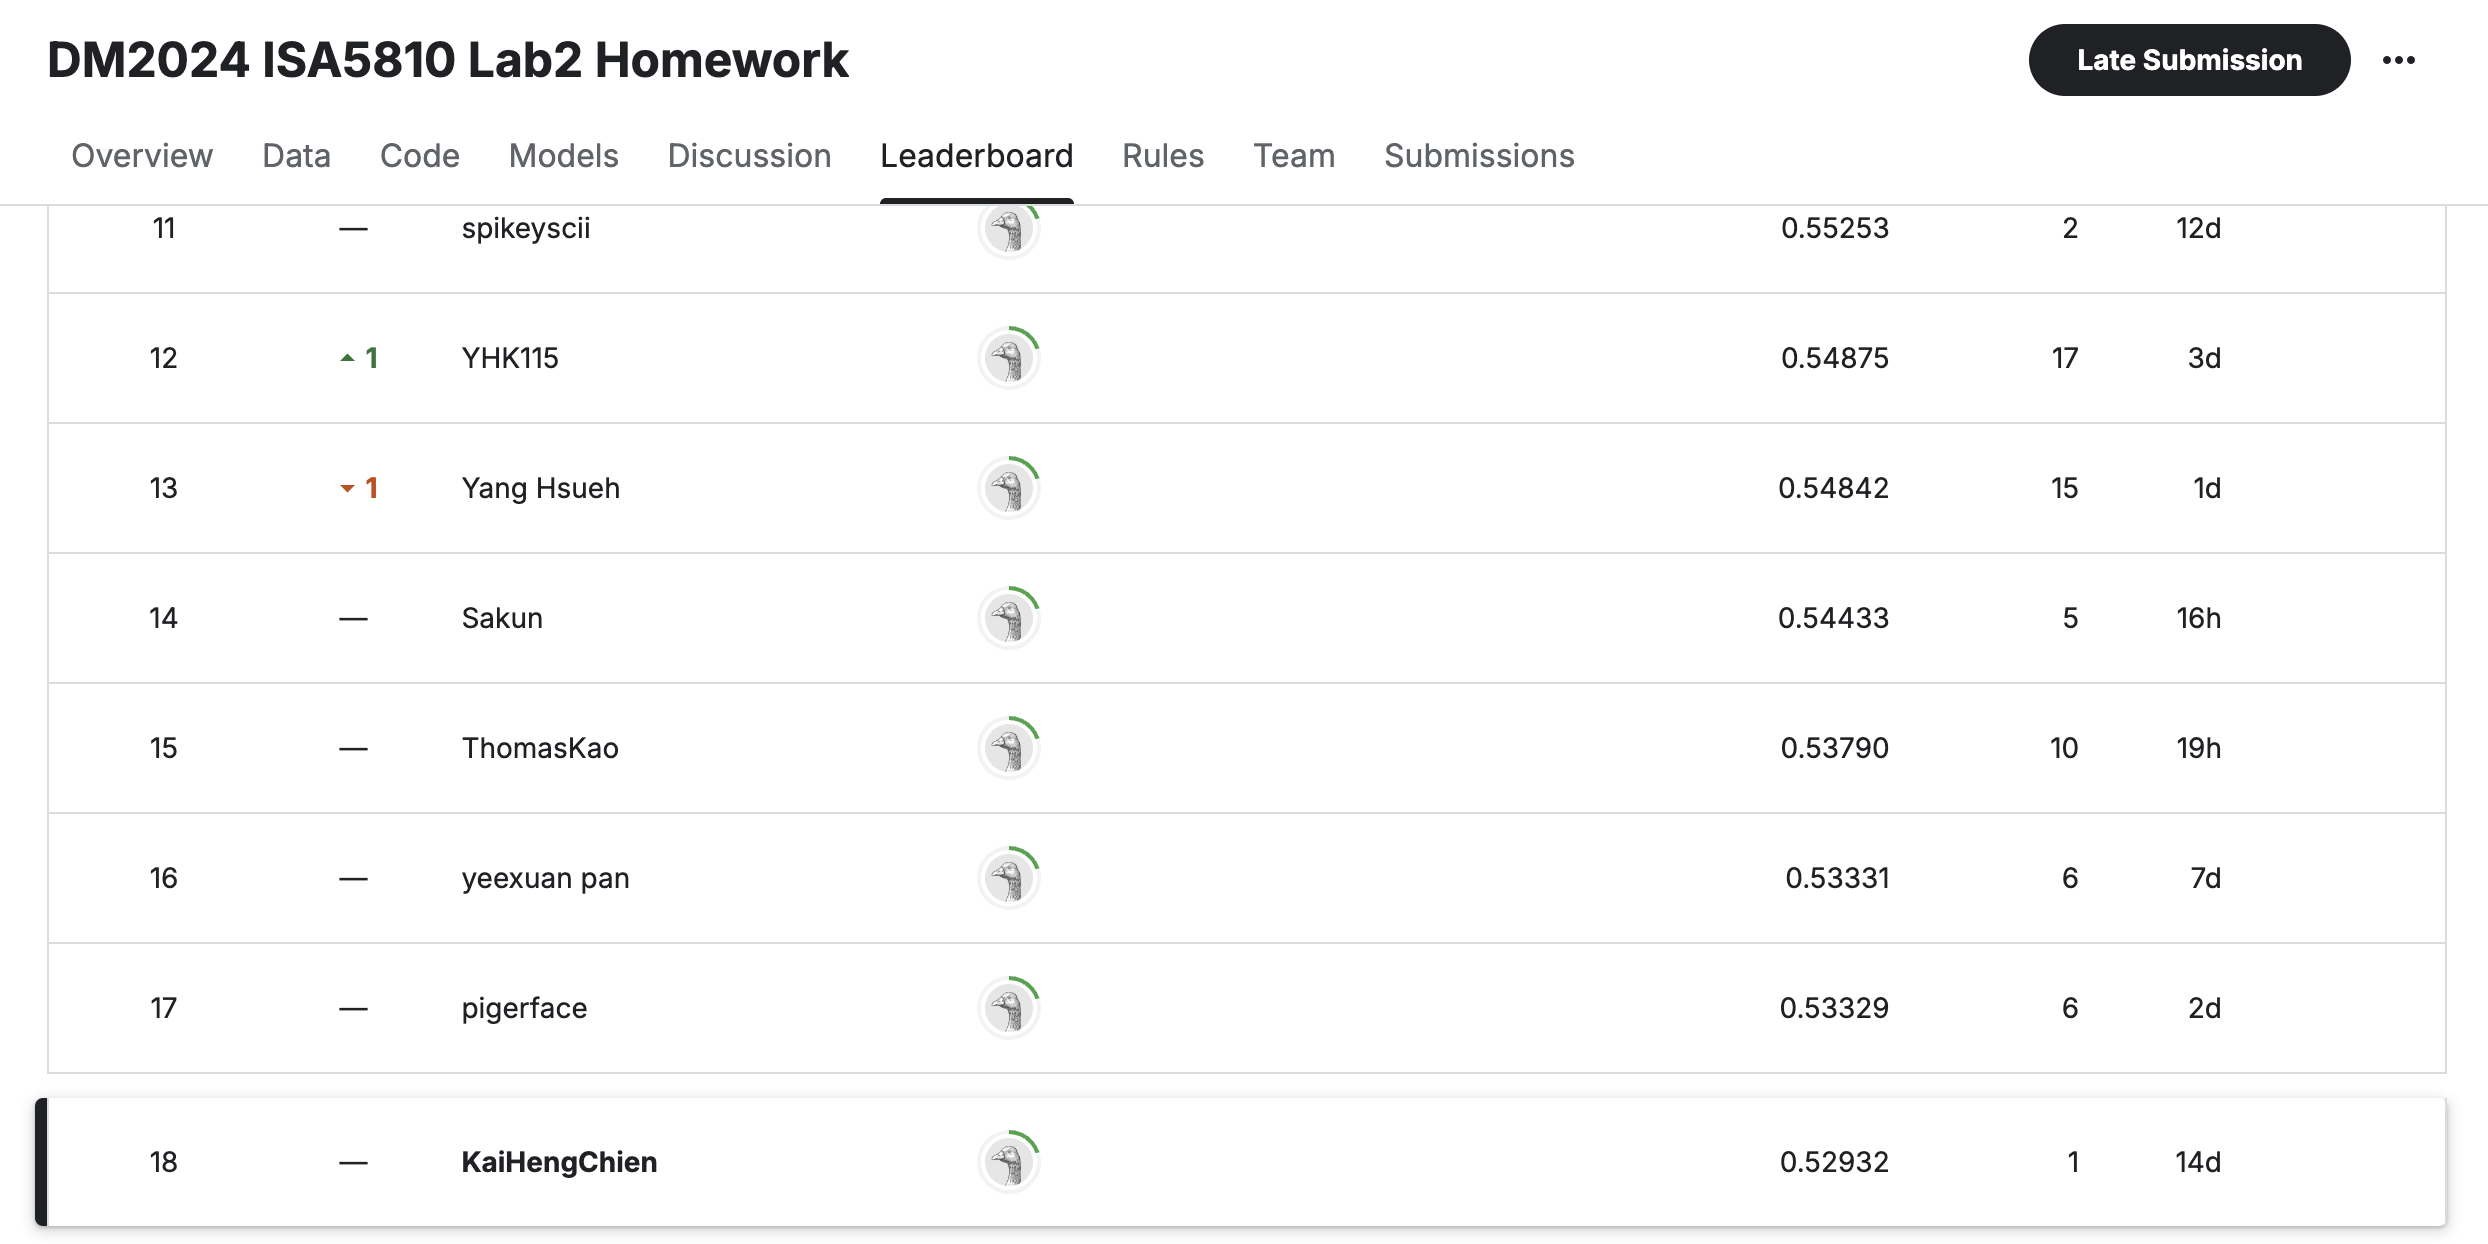 DM2024 ISA5810 Lab2 Homework
Late Submission
Overview Data Code Models Discussion Leaderboard Rules Team Submissions
11 — spikeyscii 0.55253 2 12d
12 1 YHK115 0.54875 17 3d
13 1 Yang Hsueh 0.54842 15 1d
14 — Sakun 0.54433 5 16h
15 — ThomasKao 0.53790 10 19h
16 — yeexuan pan 0.53331 6 7d
17 — pigerface 0.53329 6 2d
18 — KaiHengChien 0.52932 1 14d